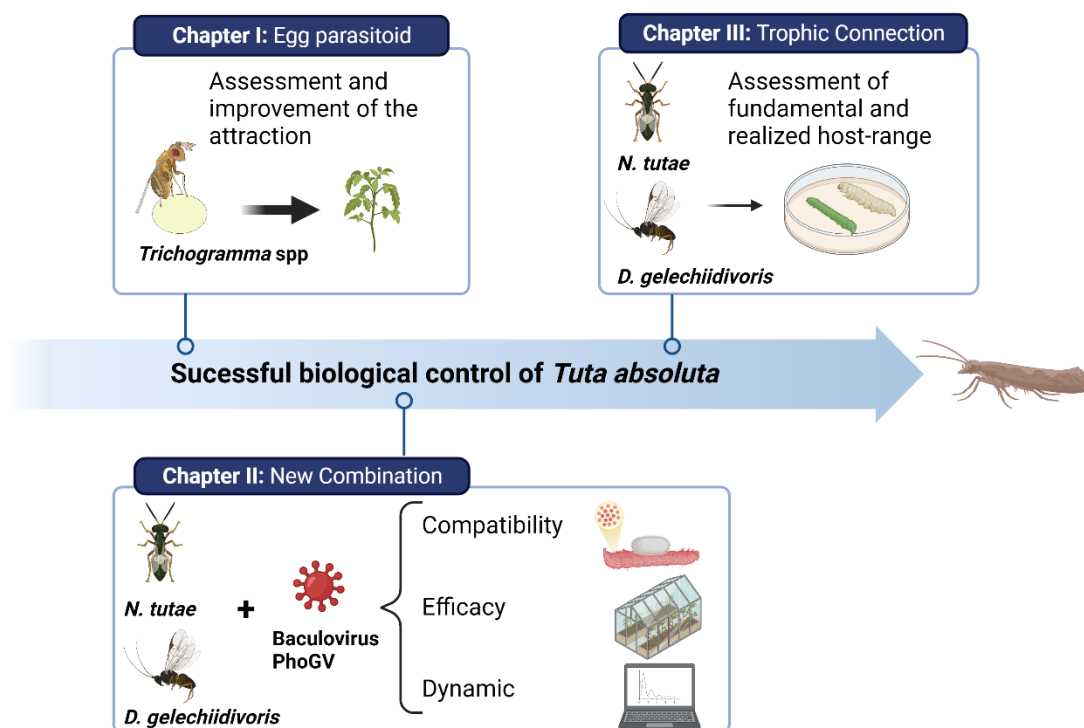 Chapter I: Egg parasitoid
Assessment and
improvement of the
attraction
Trichogramma spp
Chapter III: Trophic Connection
Assessment of
fundamental and
realized host-range
N. tutae
D. gelechiidivoris
Sucessful biological control of Tuta absoluta
Chapter II: New Combination
N. tutae
+
D. gelechiidivoris
Baculovirus
PhoGV
Compatibility
Efficacy
Dynamic